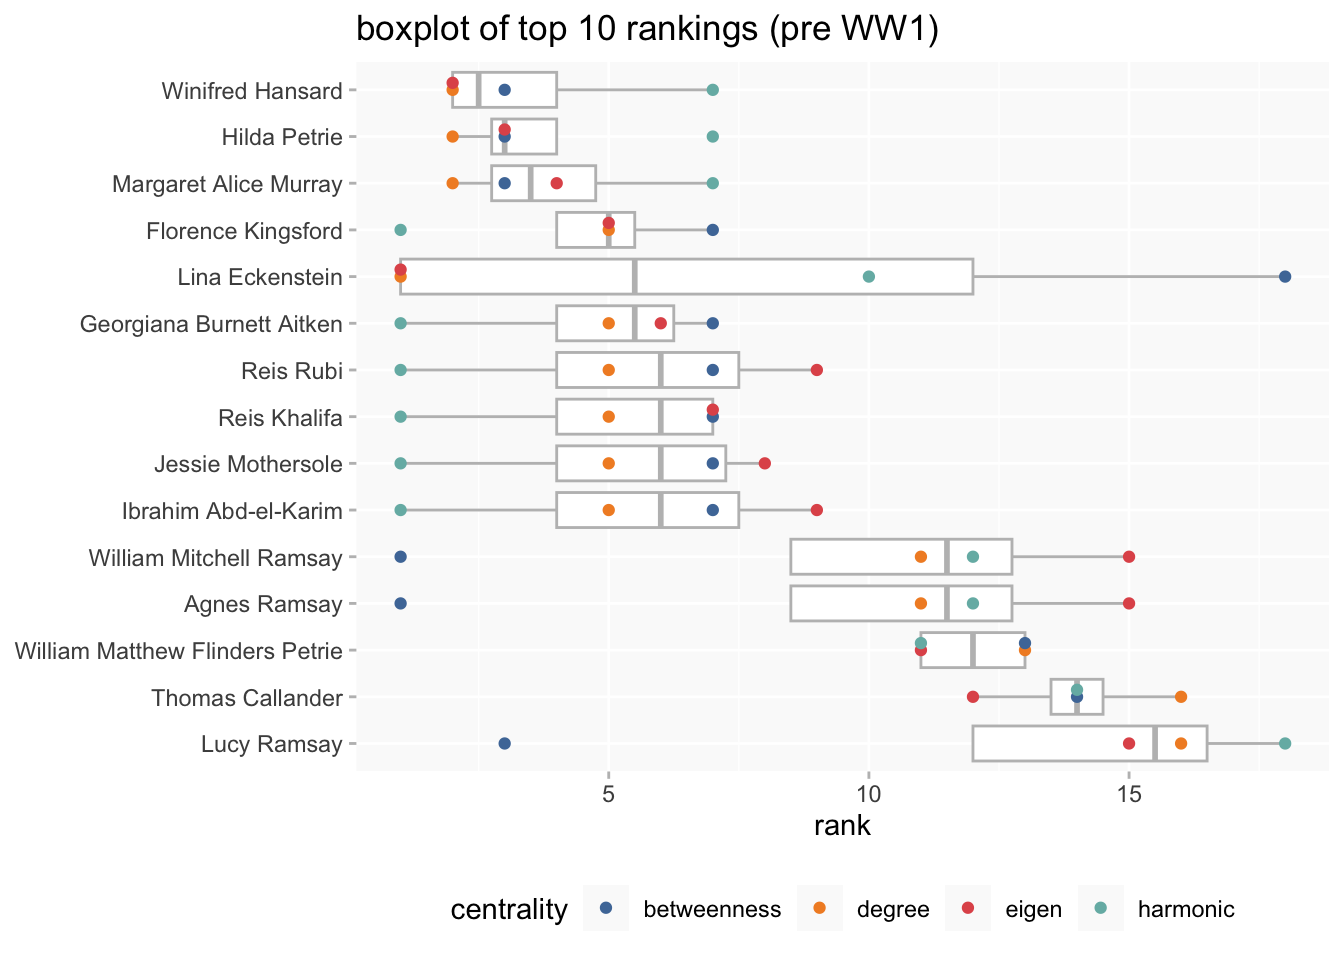 boxplot of top 10 rankings (pre WW1)
Winifred Hansard
Hilda Petrie
Margaret Alice Murray
Florence Kingsford
Lina Eckenstein
Georgiana Burnett Aitken
Reis Rubi
Reis Khalifa
Jessie Mothersole
Ibrahim Abd-el-Karim
William Mitchell Ramsay
Agnes Ramsay
William Matthew Flinders Petrie
Thomas Callander
Lucy Ramsay
5 10 15
rank
centrality betweenness degree eigen harmonic